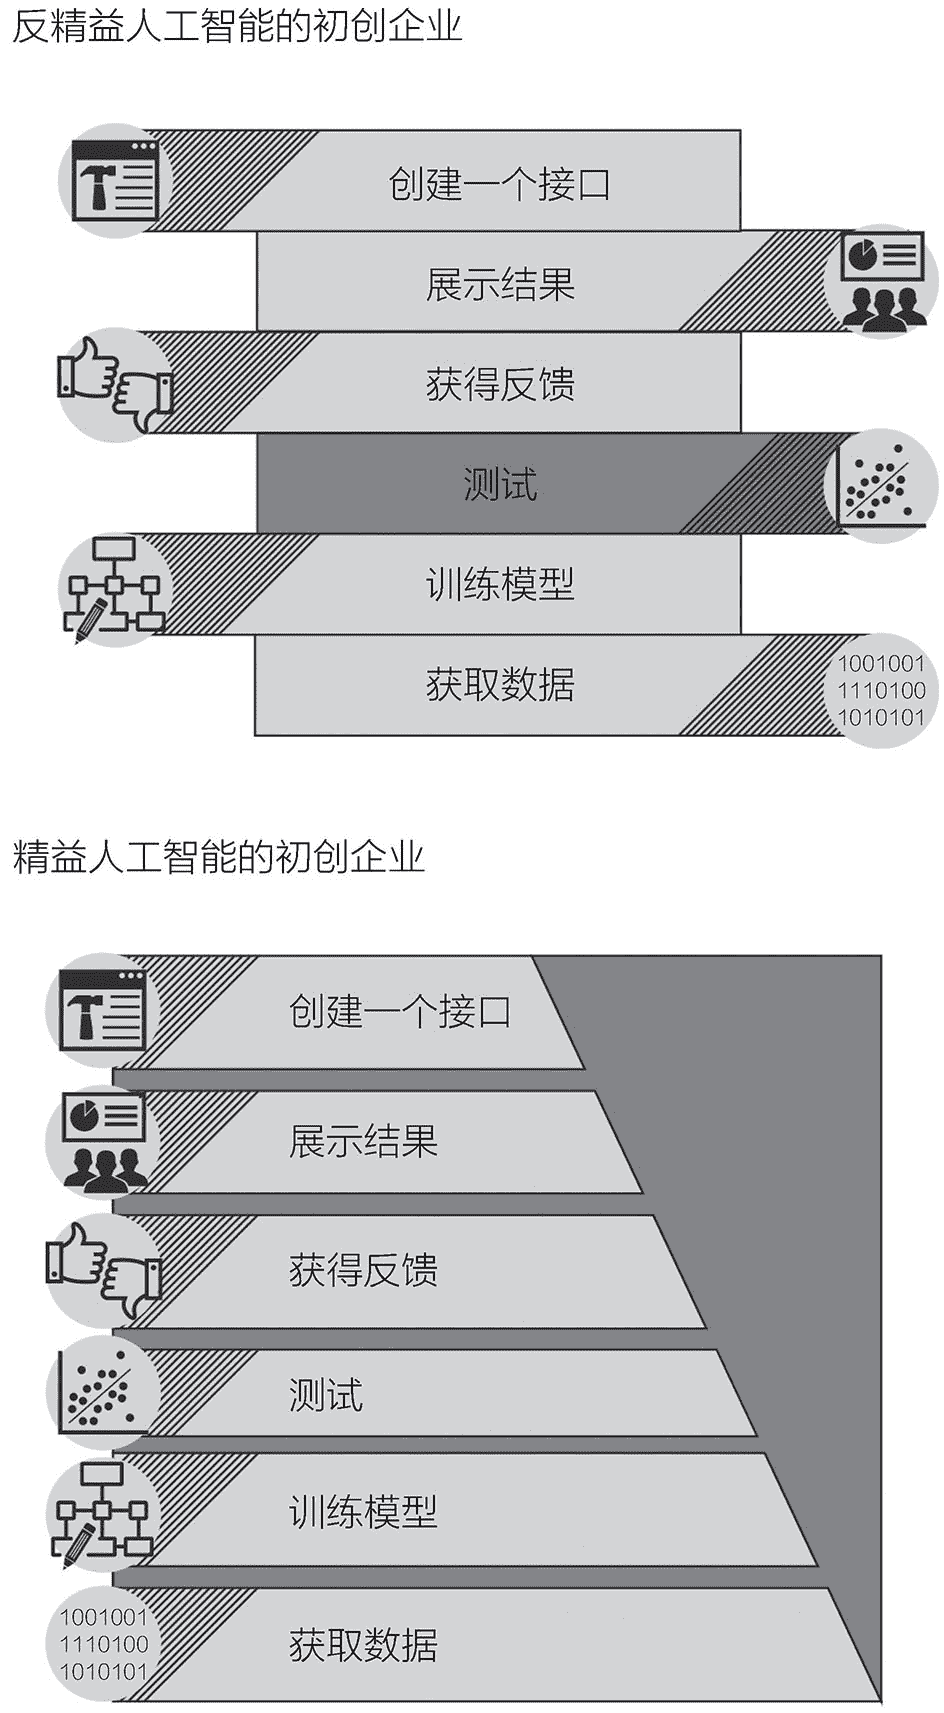 反精益人工智能的初创企业
创建一个接口
展示结果
获得反馈
测试
训练模型
获取数据
1001001
1110100
1010101
精益人工智能的初创企业
创建一个接口
展示结果
获得反馈
测试
训练模型
获取数据
1001001
1110100
1010101